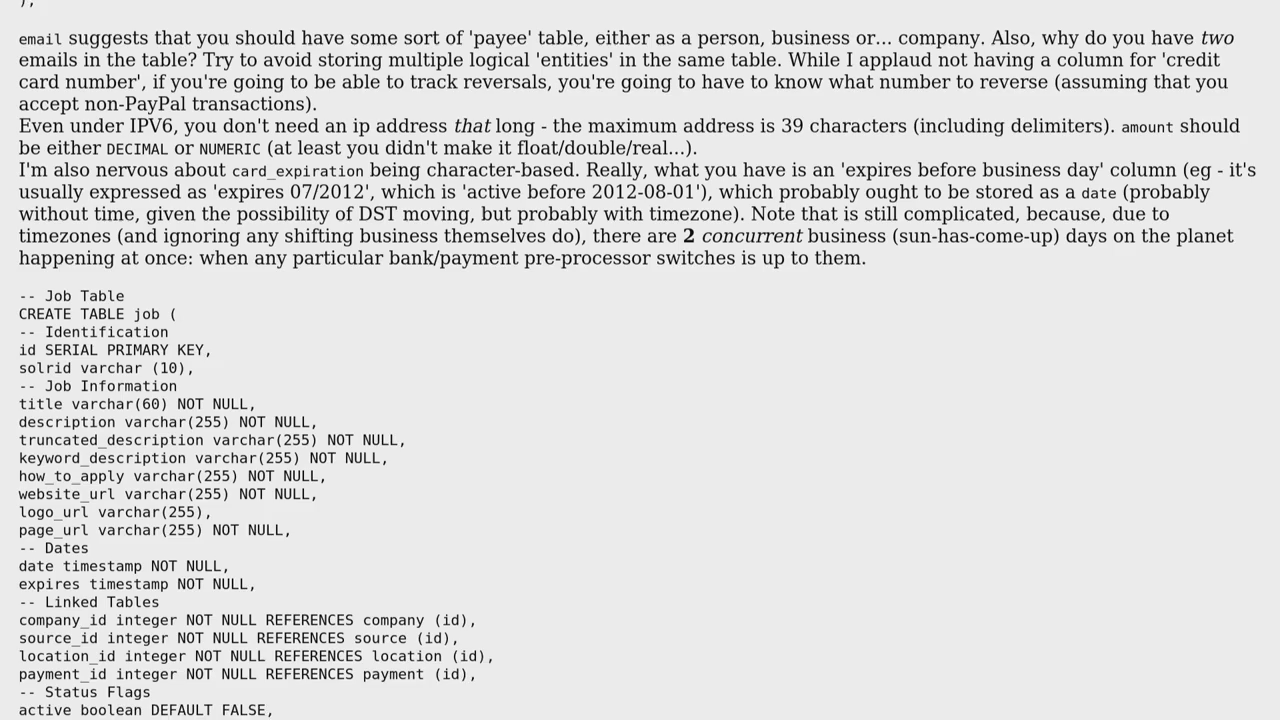 );
email suggests that you should have some sort of 'payee' table, either as a person, business or... company. Also, why do you have two
emails in the table? Try to avoid storing multiple logical 'entities' in the same table. While I applaud not having a column for 'credit
card number', if you're going to be able to track reversals, you're going to have to know what number to reverse (assuming that you
accept non-PayPal transactions).
Even under IPV6, you don't need an ip address that long - the maximum address is 39 characters (including delimiters). amount should
be either DECIMAL or NUMERIC (at least you didn't make it float/double/real...).
I'm also nervous about card_expiration being character-based. Really, what you have is an 'expires before business day' column (eg - it's
usually expressed as 'expires 07/2012', which is 'active before 2012-08-01'), which probably ought to be stored as a date (probably
without time, given the possibility of DST moving, but probably with timezone). Note that is still complicated, because, due to
timezones (and ignoring any shifting business themselves do), there are 2 concurrent business (sun-has-come-up) days on the planet
happening at once: when any particular bank/payment pre-processor switches is up to them.
-- Job Table
CREATE TABLE job (
-- Identification
id SERIAL PRIMARY KEY,
solrid varchar (10),
-- Job Information
title varchar(60) NOT NULL,
description varchar(255) NOT NULL,
truncated_description varchar(255) NOT NULL,
keyword_description varchar(255) NOT NULL,
how_to_apply varchar(255) NOT NULL,
website_url varchar(255) NOT NULL,
logo_url varchar(255),
page_url varchar(255) NOT NULL,
-- Dates
date timestamp NOT NULL,
expires timestamp NOT NULL,
-- Linked Tables
company_id integer NOT NULL REFERENCES company (id),
source_id integer NOT NULL REFERENCES source (id),
location_id integer NOT NULL REFERENCES location (id),
payment_id integer NOT NULL REFERENCES payment (id),
-- Status Flags
active boolean DEFAULT FALSE,